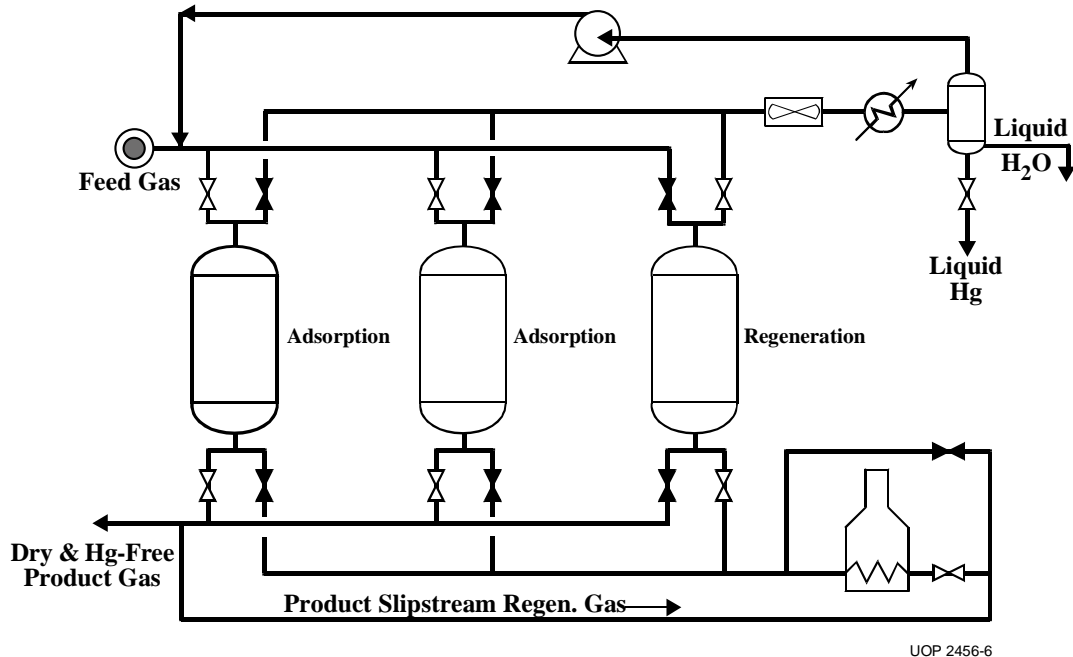 Feed Gas
Liquid
H2O
Liquid
Hg
Adsorption
Adsorption
Regeneration
Dry & Hg-Free
Product Gas
Product Slipstream Regen. Gas
UOP 2456-6